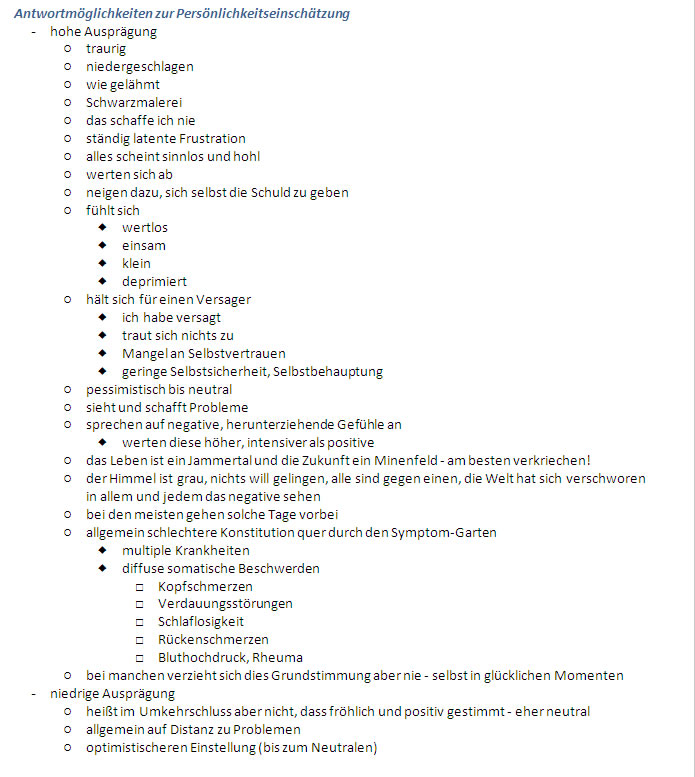 Antwortmöglichkeiten zur Persönlichkeitseinschätzung
- hohe Ausprägung
○ traurig
○ niedergeschlagen
○ wie gelähmt
○ Schwarzmalerei
○ das schaffe ich nie
○ ständig latente Frustration
○ alles scheint sinnlos und hohl
○ werten sich ab
○ neigen dazu, sich selbst die Schuld zu geben
○ fühlt sich
◆ wertlos
◆ einsam
◆ klein
◆ deprimiert
○ hält sich für einen Versager
◆ ich habe versagt
◆ traut sich nichts zu
◆ Mangel an Selbstvertrauen
◆ geringe Selbstsicherheit, Selbstbehauptung
○ pessimistisch bis neutral
○ sieht und schafft Probleme
○ sprechen auf negative, herunterziehende Gefühle an
◆ werten diese höher, intensiver als positive
○ das Leben ist ein Jammertal und die Zukunft ein Minenfeld - am besten verkriechen!
○ der Himmel ist grau, nichts will gelingen, alle sind gegen einen, die Welt hat sich verschworen
in allem und jedem das negative sehen
○ bei den meisten gehen solche Tage vorbei
○ allgemein schlechtere Konstitution quer durch den Symptom-Garten
◆ multiple Krankheiten
◆ diffuse somatische Beschwerden
□ Kopfschmerzen
□ Verdauungsstörungen
□ Schlaflosigkeit
□ Rückenschmerzen
□ Bluthochdruck, Rheuma
○ bei manchen verzieht sich dies Grundstimmung aber nie - selbst in glücklichen Momenten
- niedrige Ausprägung
○ heißt im Umkehrschluss aber nicht, dass fröhlich und positiv gestimmt - eher neutral
○ allgemein auf Distanz zu Problemen
○ optimistischeren Einstellung (bis zum Neutralen)